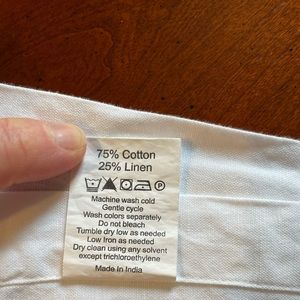 75% Cotton
25% Linen
Machine wash cold
Gentle cycle
Wash colors separately
Do not bleach
Tumble dry low as needed
Low Iron as needed
Dry clean using any solvent
except trichloroethylene
Made In India